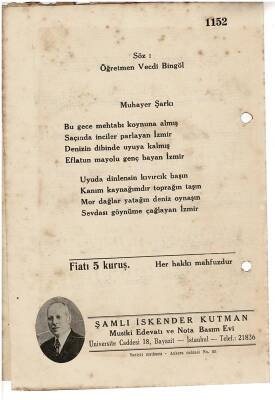 1152
Söz :
Öğretmen Vecdi Bingöl
Muhayer Şarkı
Bu gece mehtabı koynuna almış
Saçında inciler parlayan İzmir
Denizin dibinde uyuya kalmış
Eflatun mayolu genç bayan İzmir
Uyuda dinlensin kıvırcık başın
Kanım kaynağımdır toprağın taşın
Mor dağlar yatağın deniz oynaşın
Sevdası göynüme çağlayan İzmir
Fiatı 5 kuruş. Her hakkı mahfuzdur
ŞAMLI İSKENDER KUTMAN
Musiki Edevatı ve Nota Basım Evi
Üniversite Caddesi 18, Bayazıt — İstanbul — Telef.: 21836